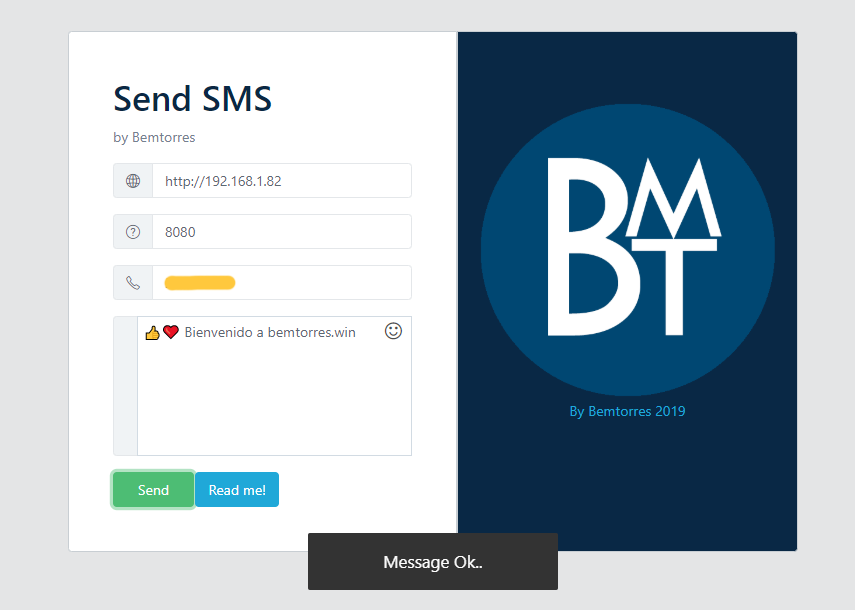 Send SMS
by Bemtorres
http://192.168.1.82
8080
👍❤️ Bienvenido a bemtorres.win
Send Read me!
BMT
By Bemtorres 2019
Message Ok..